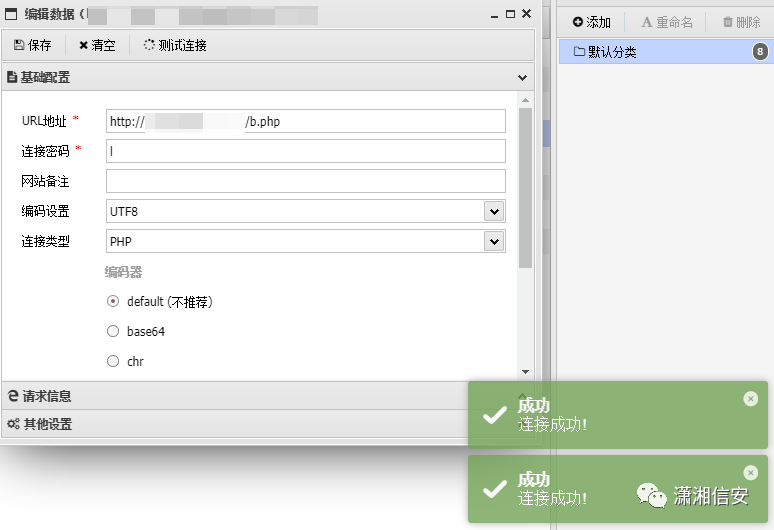 编辑数据 (
添加 重命名 删除
保存 清空 测试连接
默认分类 8
基础配置
URL地址 * http:// /b.php
连接密码 * l
网站备注
编码设置 UTF8
连接类型 PHP
编码器
default (不推荐)
base64
chr
请求信息
其他设置
成功
连接成功!
成功
连接成功!
潇湘信安